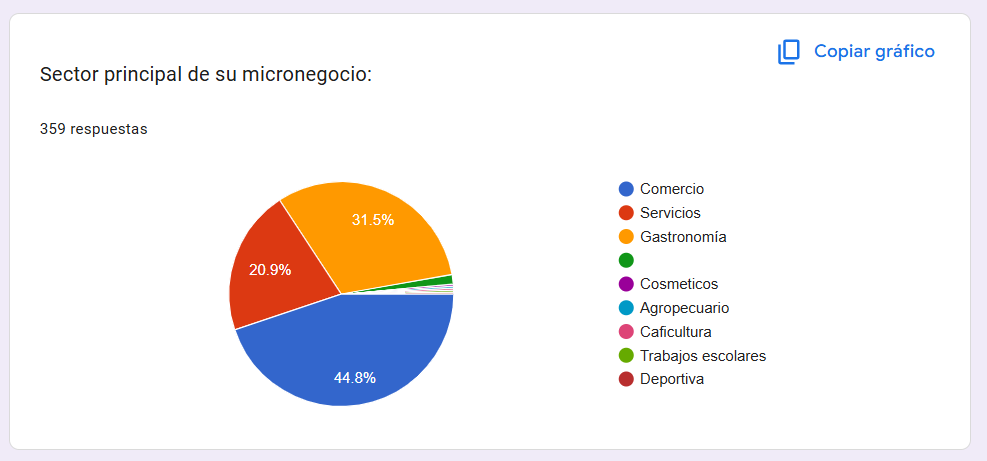 Copiar gráfico
Sector principal de su micronegocio:
359 respuestas
31.5%
20.9%
44.8%
Comercio
Servicios
Gastronomía
Cosmeticos
Agropecuario
Caficultura
Trabajos escolares
Deportiva